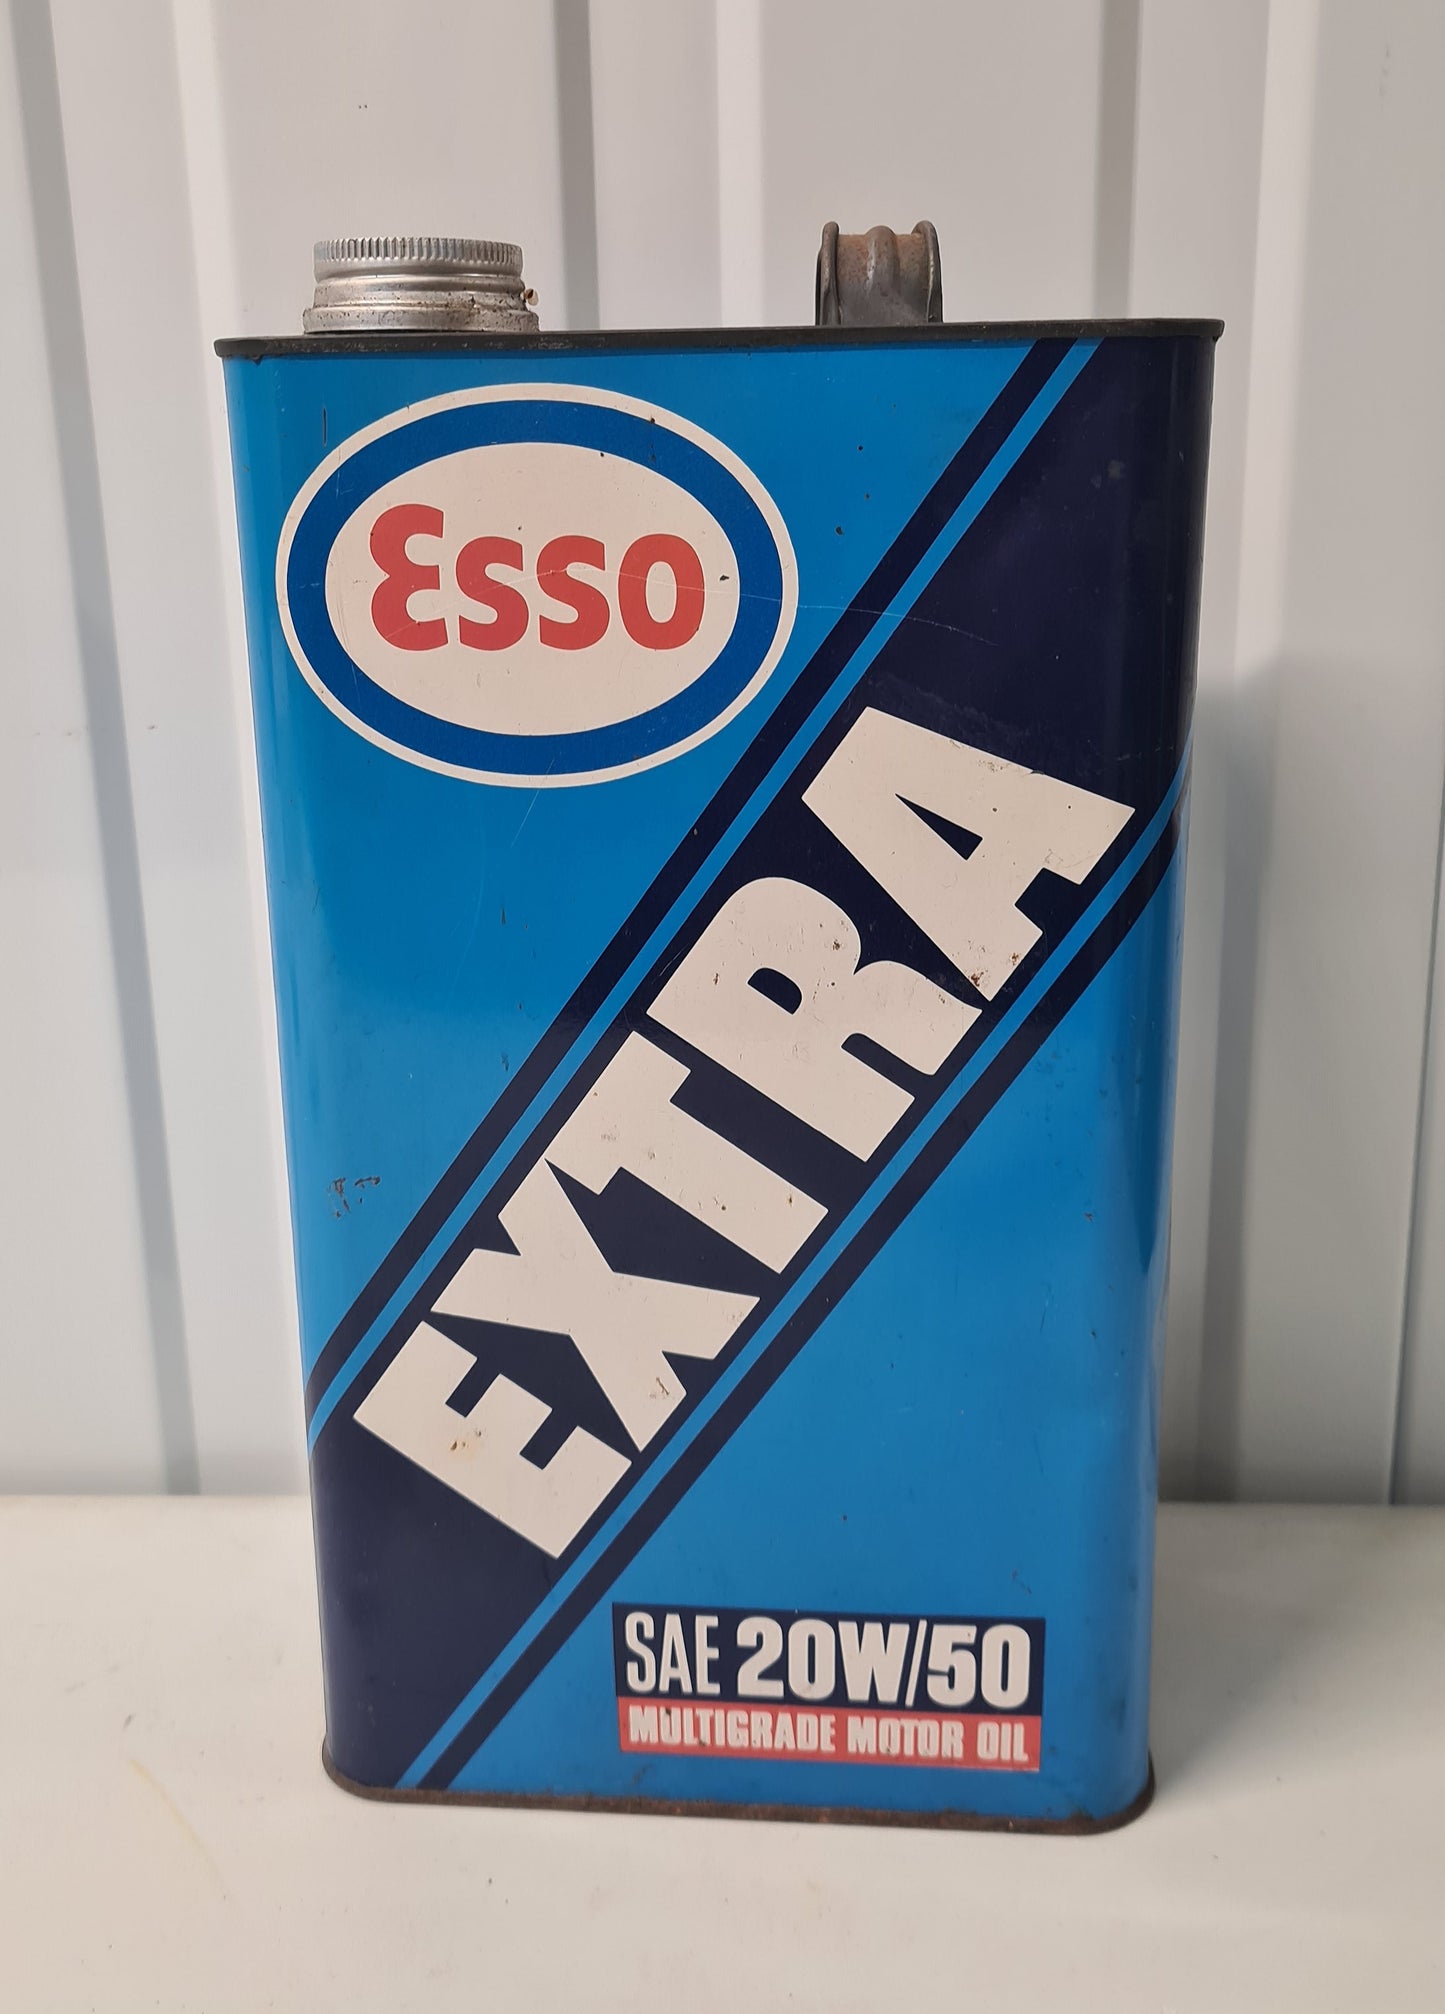 Esso
EXTRA
SAE 20W/50
MULTIGRADE MOTOR OIL